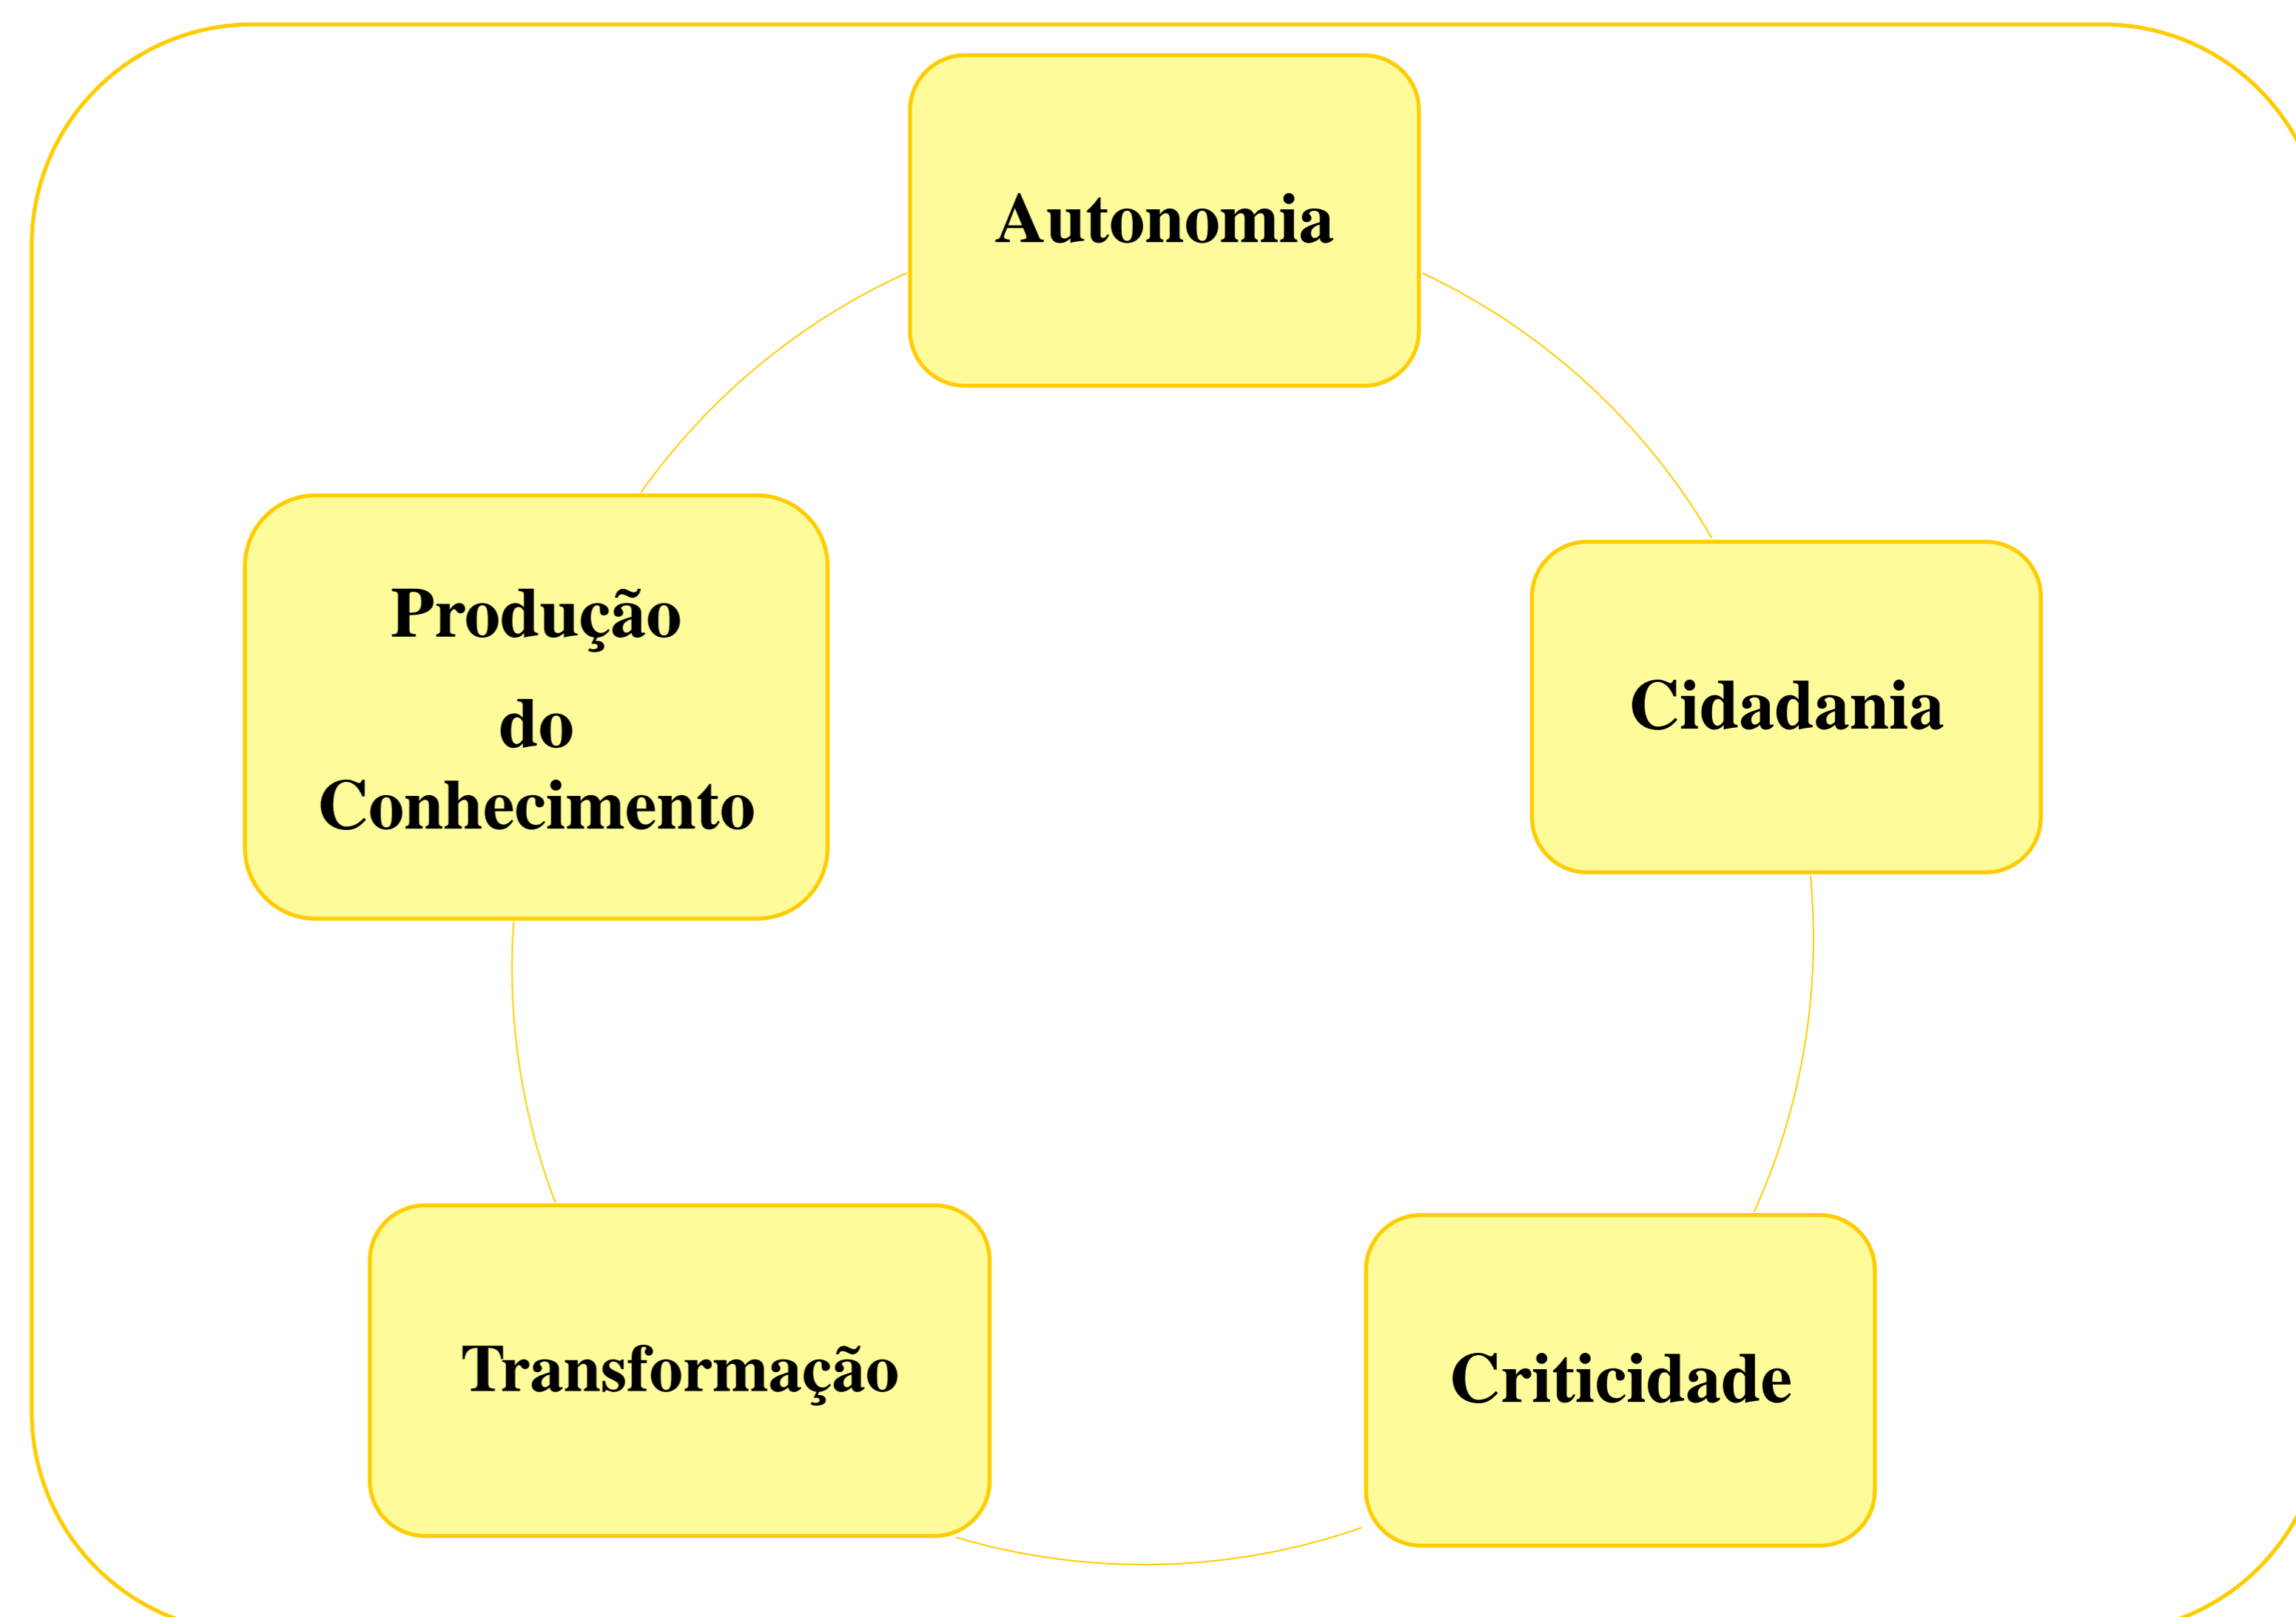 Autonomia
Produção
do
Conhecimento
Cidadania
Transformação
Criticidade